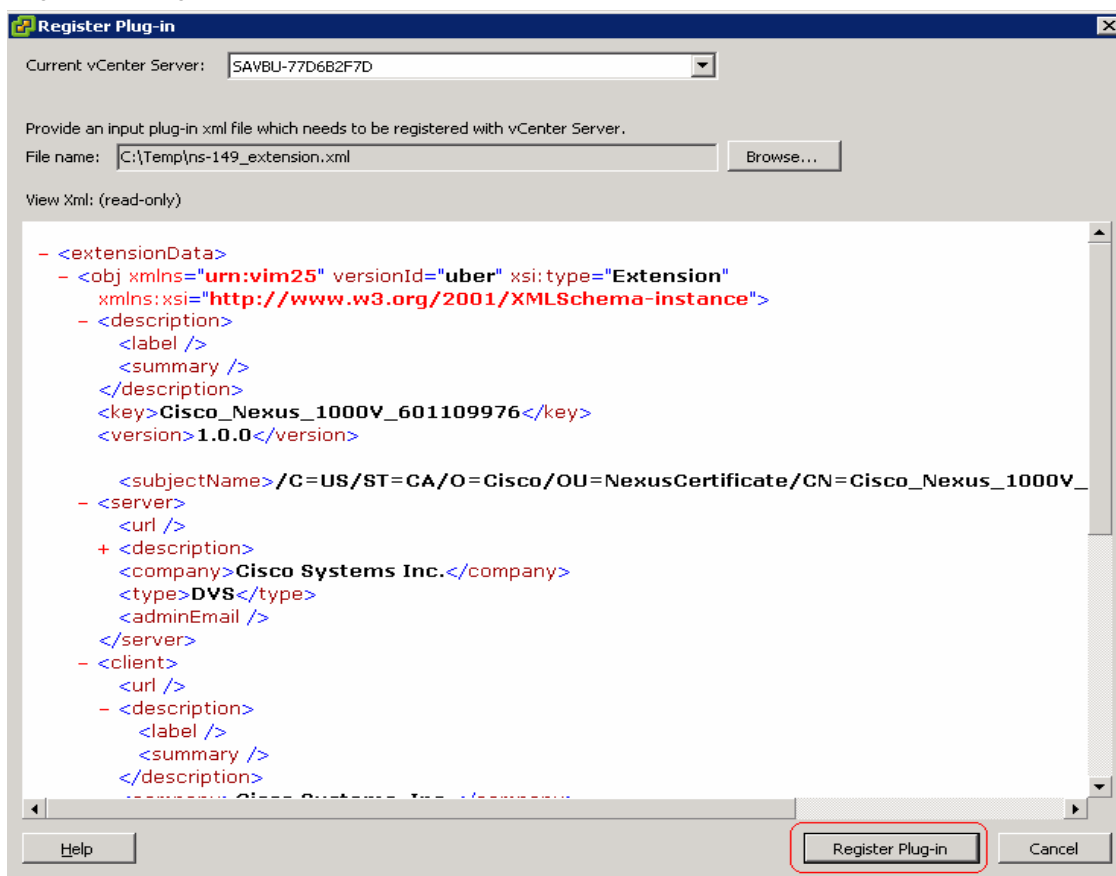 Register Plug-in
Current vCenter Server: SAVBU-77D6B2F7D
Provide an input plug-in xml file which needs to be registered with vCenter Server.
File name: C:\Temp\ns-149_extension.xml Browse...
View Xml: (read-only)
- <extensionData>
- <obj xmlns="urn:vim25" versionId="uber" xsi:type="Extension"
xmlns:xsi="http://www.w3.org/2001/XMLSchema-instance">
- <description>
<label />
<summary />
</description>
<key>Cisco_Nexus_1000V_601109976</key>
<version>1.0.0</version>
<subjectName>/C=US/ST=CA/O=Cisco/OU=NexusCertificate/CN=Cisco_Nexus_1000V_
- <server>
<url />
+ <description>
<company>Cisco Systems Inc.</company>
<type>DVS</type>
<adminEmail />
</server>
- <client>
<url />
- <description>
<label />
<summary />
</description>
Help Register Plug-in Cancel